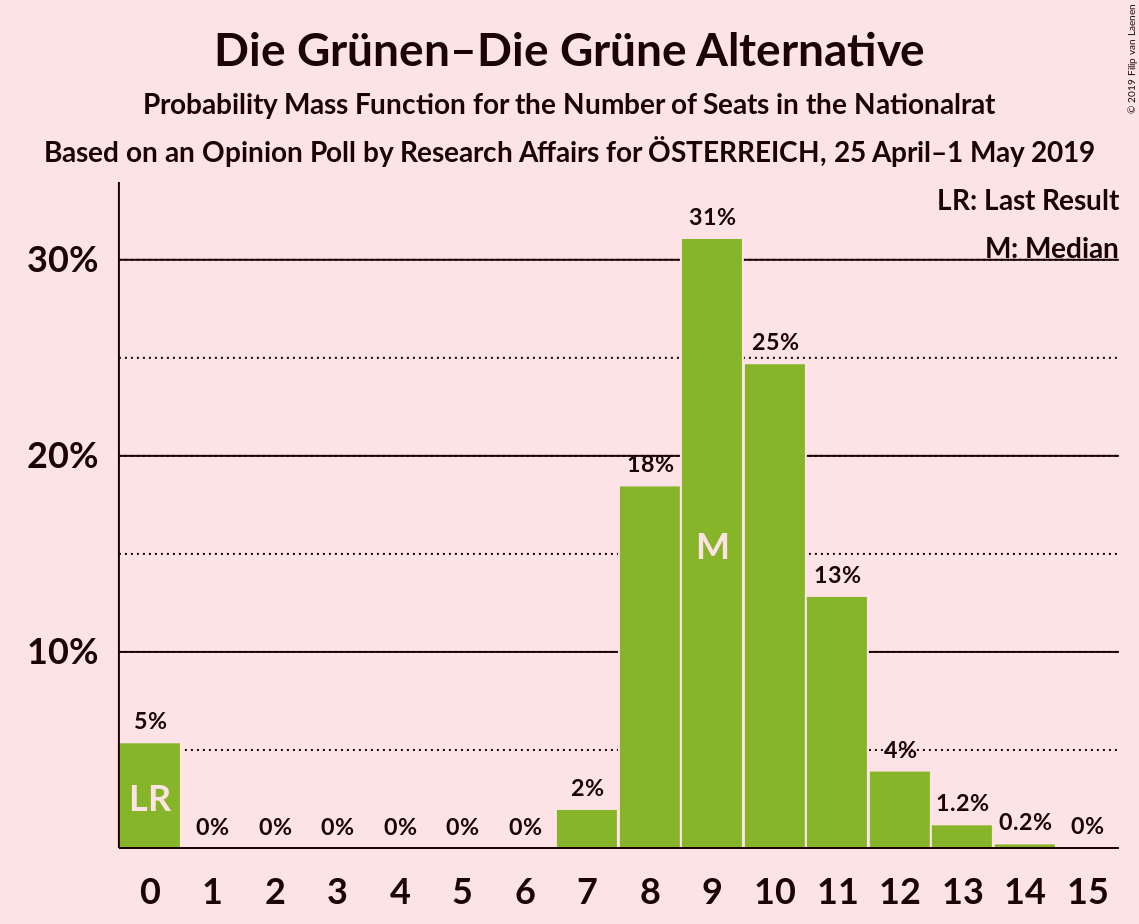 Die Grünen–Die Grüne Alternative
Probability Mass Function for the Number of Seats in the Nationalrat
Based on an Opinion Poll by Research Affairs for ÖSTERREICH, 25 April–1 May 2019
© 2019 Filip van Laenen
LR: Last Result
M: Median
30%
20%
10%
5%
0%
0%
0%
0%
0%
0%
2%
18%
31%
25%
13%
4%
1.2%
0.2%
0%
LR
M
0 1 2 3 4 5 6 7 8 9 10 11 12 13 14 15